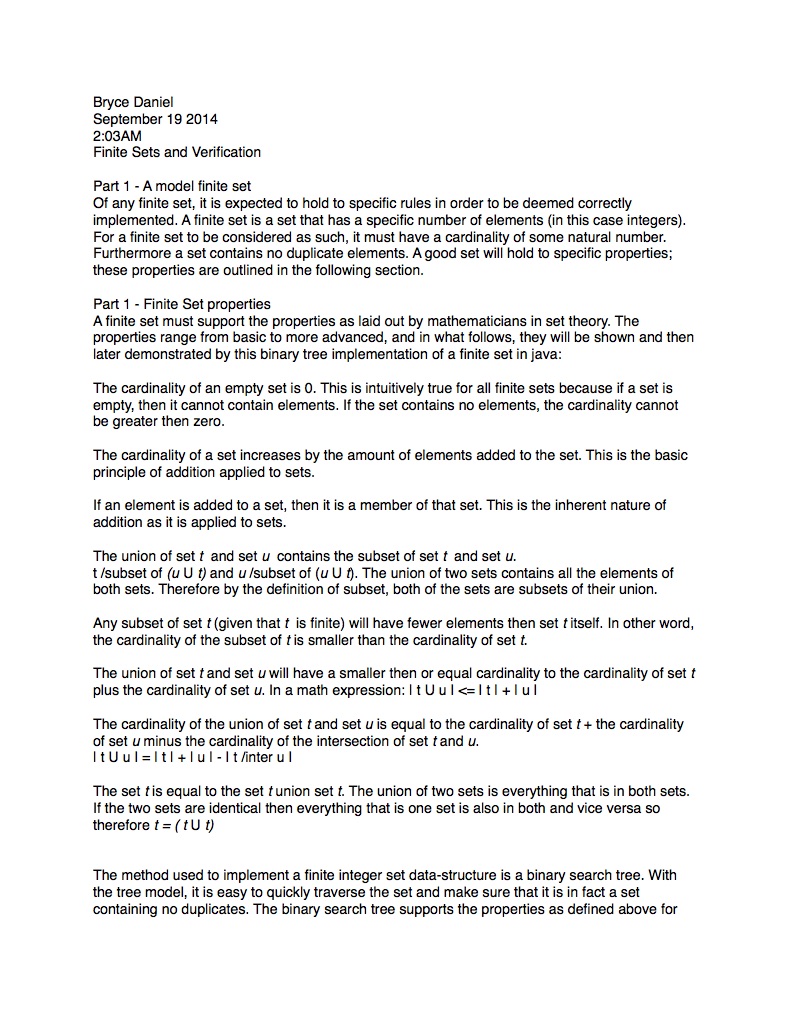 Bryce Daniel
September 19 2014
2:03AM
Finite Sets and Verification
Part 1 - A model finite set
Of any finite set, it is expected to hold to specific rules in order to be deemed correctly
implemented. A finite set is a set that has a specific number of elements (in this case integers).
For a finite set to be considered as such, it must have a cardinality of some natural number.
Furthermore a set contains no duplicate elements. A good set will hold to specific properties;
these properties are outlined in the following section.
Part 1 - Finite Set properties
A finite set must support the properties as laid out by mathematicians in set theory. The
properties range from basic to more advanced, and in what follows, they will be shown and then
later demonstrated by this binary tree implementation of a finite set in java:
The cardinality of an empty set is 0. This is intuitively true for all finite sets because if a set is
empty, then it cannot contain elements. If the set contains no elements, the cardinality cannot
be greater then zero.
The cardinality of a set increases by the amount of elements added to the set. This is the basic
principle of addition applied to sets.
If an element is added to a set, then it is a member of that set. This is the inherent nature of
addition as it is applied to sets.
The union of set t and set u contains the subset of set t and set u.
t /subset of (u U t) and u /subset of (u U t). The union of two sets contains all the elements of
both sets. Therefore by the definition of subset, both of the sets are subsets of their union.
Any subset of set t (given that t is finite) will have fewer elements then set t itself. In other word,
the cardinality of the subset of t is smaller than the cardinality of set t.
The union of set t and set u will have a smaller then or equal cardinality to the cardinality of set t
plus the cardinality of set u. In a math expression: | t U u | <= | t | + | u |
The cardinality of the union of set t and set u is equal to the cardinality of set t + the cardinality
of set u minus the cardinality of the intersection of set t and u.
| t U u | = | t | + | u | - | t /inter u |
The set t is equal to the set t union set t. The union of two sets is everything that is in both sets.
If the two sets are identical then everything that is one set is also in both and vice versa so
therefore t = ( t U t)
The method used to implement a finite integer set data-structure is a binary search tree. With
the tree model, it is easy to quickly traverse the set and make sure that it is in fact a set
containing no duplicates. The binary search tree supports the properties as defined above for